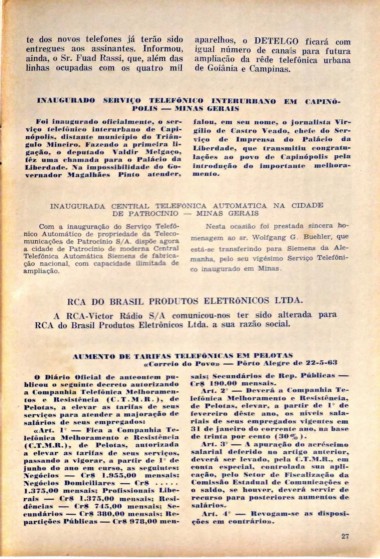 te dos novos telefones já terão sido
entregues aos assinantes. Informou,
ainda, o Sr. Fuad Rassi, que, além das
linhas ocupadas com os quatro mil
aparelhos, o DETELGO ficará com
igual número de canais para futura
ampliação da rêde telefônica urbana
de Goiânia e Campinas.
INAUGURADO SERVIÇO TELEFÔNICO INTERURBANO EM CAPINÓ-
POLIS — MINAS GERAIS
Foi inaugurado oficialmente, o ser-
viço telefônico interurbano de Capi-
nópolis, distante município do Triân-
gulo Mineiro. Fazendo a primeira li-
gação, o deputado Valdir Melgaço,
fêz uma chamada para o Palácio da
Liberdade. Na impossibilidade do Go-
vernador Magalhães Pinto atender,
falou, em seu nome, o jornalista Vir-
gílio de Castro Veado, chefe do Ser-
viço de Imprensa do Palácio da
Liberdade, que transmitiu congratu-
lações ao povo de Capinópolis pela
introdução do importante melhora-
mento.
INAUGURADA CENTRAL TELEFONICA AUTOMATICA NA CIDADE
DE PATROCINIO — MINAS GERAIS
Com a inauguração do Serviço Telefô-
nico Automático de propriedade da Teleco-
municações de Patrocínio S/A. dispõe agora
a cidade de Patrocínio de moderna Central
Telefônica Automática Siemens de fabrica-
ção nacional, com capacidade ilimitada de
ampliação.
Nesta ocasião foi prestada sincera ho-
menagem ao sr. Wolfgang G. Buehler, que
está se transferindo para Siemens da Ale-
manha, pelo seu vigésimo Serviço Telefôni-
co inaugurado em Minas.
RCA DO BRASIL PRODUTOS ELETRÔNICOS LTDA.
A RCA-Victor Rádio S/A comunicou-nos ter sido alterada para
RCA do Brasil Produtos Eletrônicos Ltda. a sua razão social.
AUMENTO DE TARIFAS TELEFÔNICAS EM PELOTAS
«Correio do Povo» — Pôrto Alegre de 22-5-63
O Diário Oficial de anteontem pu-
blicou o seguinte decreto autorizando
a Companhia Telefônica Melhoramen-
tos e Resistência (C.T.M.R.), de
Pelotas, a elevar as tarifas de seus
serviços para atender a majoração de
salários de seus empregados:
«Art. 1º — Fica a Companhia Te-
lefônica Melhoramento e Resistência
(C.T.M.R.), de Pelotas, autorizada
a elevar as tarifas de seus serviços,
passando a vigorar, a partir de 1º de
junho do ano em curso, as seguintes:
Negócios — Cr$ 1.955,00 mensais;
Negócios Domiciliares — Cr$ .....
1.375,00 mensais; Profissionais Libe-
rais — Cr$ 1.375,00 mensais; Resi-
dências — Cr$ 745,00 mensais; Se-
cundários — Cr$ 380,00 mensais; Re-
partições Públicas — Cr$ 978,00 men-
sais; Secundários de Rep. Públicas —
Cr$ 190,00 mensais.
Art. 2º — Deverá a Companhia Te-
lefônica Melhoramento e Resistência,
de Pelotas, elevar, a partir de 1º de
fevereiro dêste ano, os níveis sala-
riais de seus empregados vigentes em
31 de janeiro do corrente ano, na base
de trinta por cento (30%).
Art. 3º — A apuração do acréscimo
salarial deferido no artigo anterior,
deverá ser levado, pela C.T.M.R., em
conta especial, controlada sua apli-
cação, pelo Setor de Fiscalização da
Comissão Estadual de Comunicações e
o saldo, se houver, deverá servir de
recurso para posteriores aumentos de
salários.
Art. 4º — Revogam-se as disposi-
ções em contrário».
27